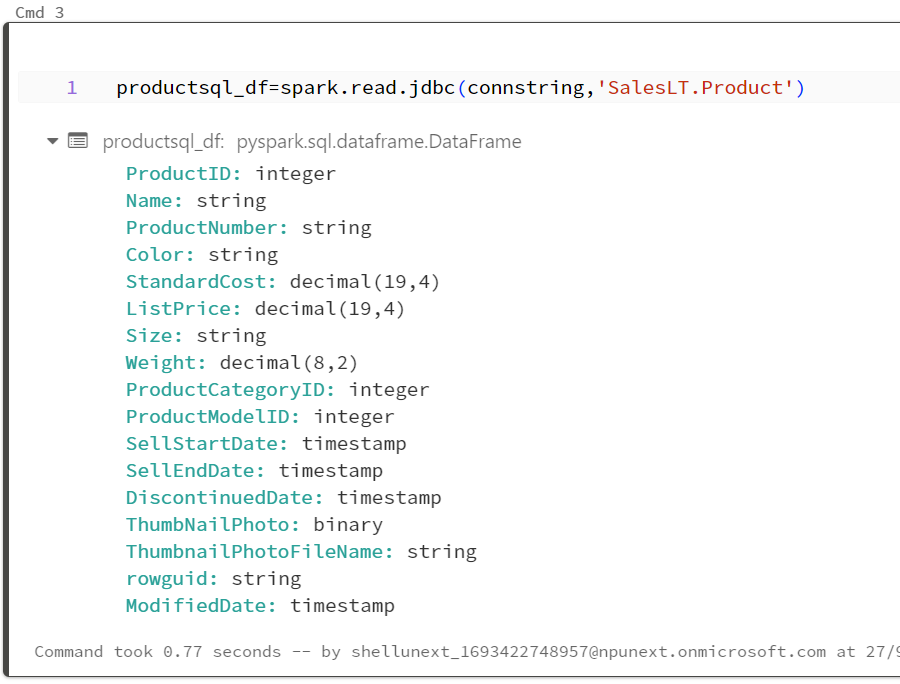 Cmd 3
1 productsql_df=spark.read.jdbc(connstring,'SalesLT.Product')
productsql_df: pyspark.sql.dataframe.DataFrame
ProductID: integer
Name: string
ProductNumber: string
Color: string
StandardCost: decimal(19,4)
ListPrice: decimal(19,4)
Size: string
Weight: decimal(8,2)
ProductCategoryID: integer
ProductModelID: integer
SellStartDate: timestamp
SellEndDate: timestamp
DiscontinuedDate: timestamp
ThumbNailPhoto: binary
ThumbnailPhotoFileName: string
rowguid: string
ModifiedDate: timestamp
Command took 0.77 seconds -- by shellunext_1693422748957@npunext.onmicrosoft.com at 27/